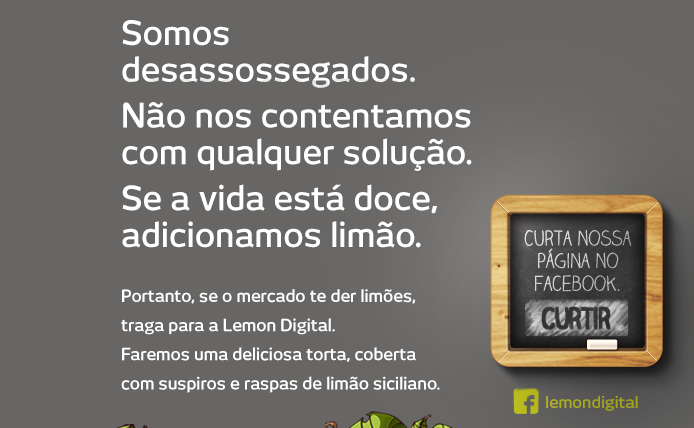 Somos
desassossegados.
Não nos contentamos
com qualquer solução.
Se a vida está doce,
adicionamos limão.
Portanto, se o mercado te der limões,
traga para a Lemon Digital.
Faremos uma deliciosa torta, coberta
com suspiros e raspas de limão siciliano.
CURTA NOSSA
PÁGINA NO
FACEBOOK.
CURTIR
f lemondigital